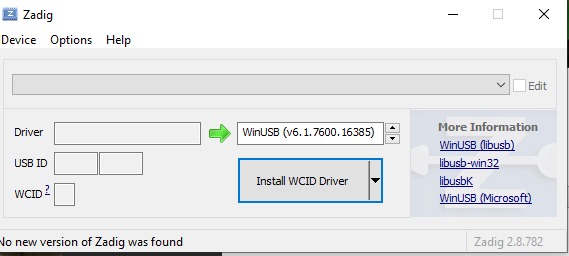 Zadig
Device Options Help
Edit
Driver
WinUSB (v6.1.7600.16385)
More Information
WinUSB (libusb)
USB ID
libusb-win32
Install WCID Driver
libusbK
WCID ?
WinUSB (Microsoft)
No new version of Zadig was found
Zadig 2.8.782